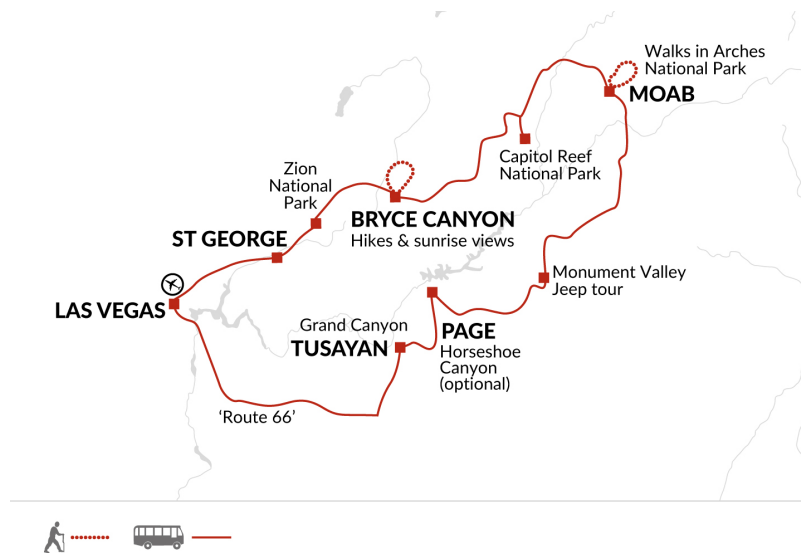 Walks in Arches
National Park
MOAB
Capitol Reef
National Park
Zion
National
Park
BRYCE CANYON
Hikes & sunrise views
ST GEORGE
LAS VEGAS
Monument Valley
Jeep tour
Grand Canyon
TUSAYAN
PAGE
Horseshoe
Canyon
(optional)
‘Route 66’